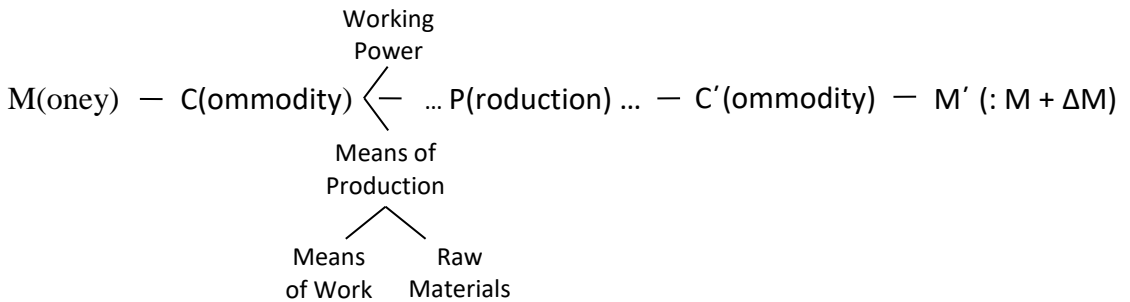 Working
Power
M(oney) — C(ommodity) — ... P(roduction) ... — C′(ommodity) — M′ (: M + ΔM)
Means of
Production
Means
of Work
Raw
Materials